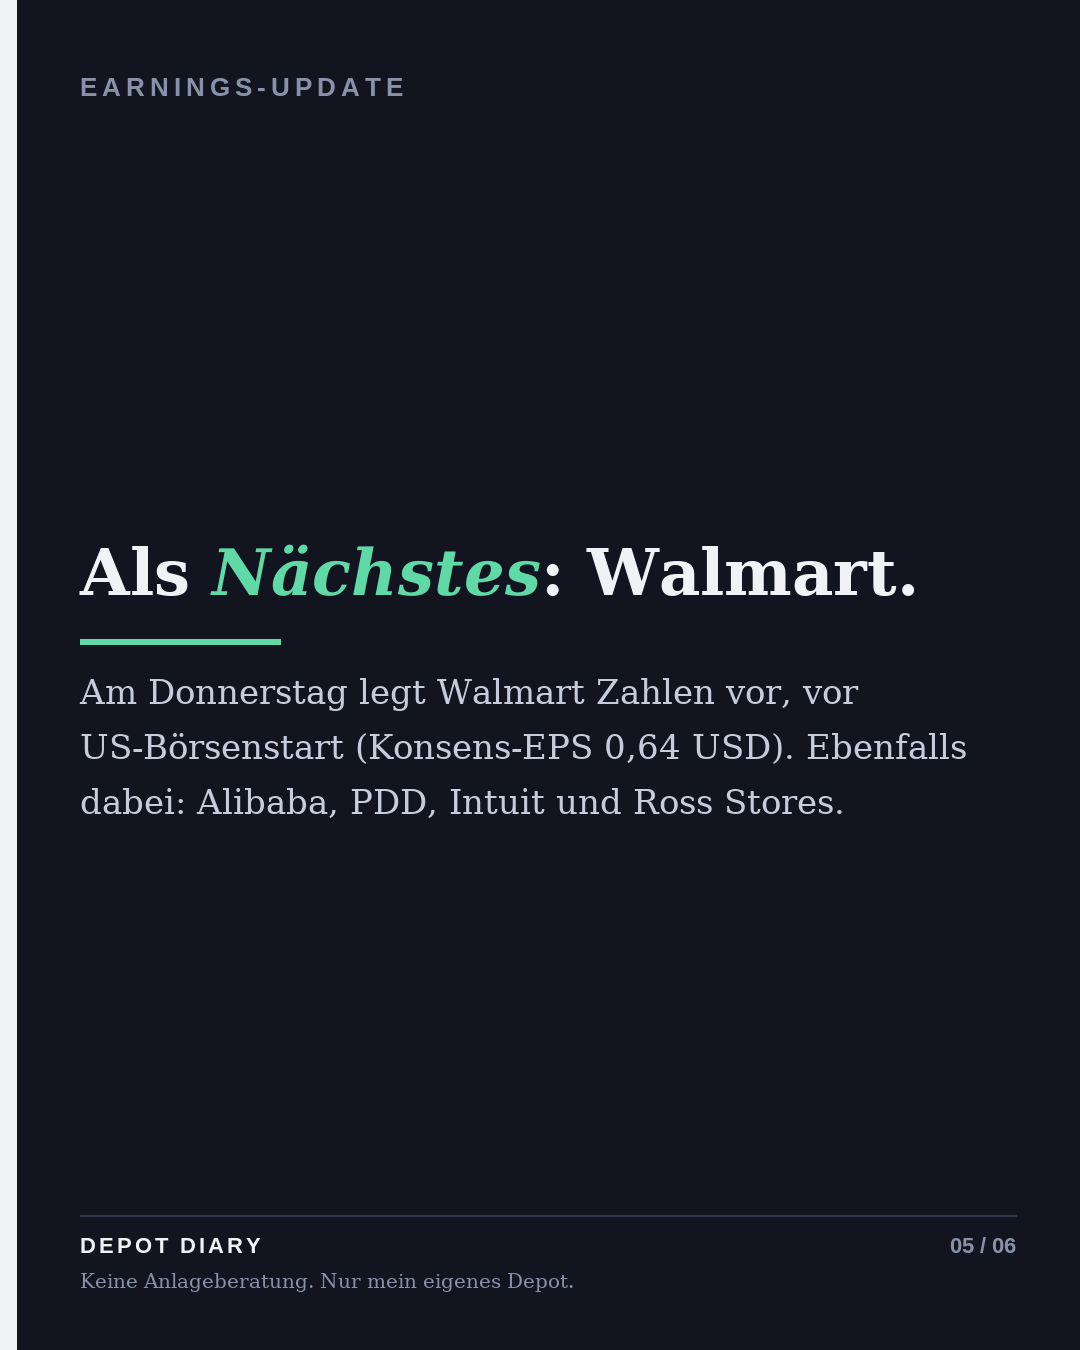 EARNINGS-UPDATE
Als Nächstes: Walmart.
Am Donnerstag legt Walmart Zahlen vor, vor
US-Börsenstart (Konsens-EPS 0,64 USD). Ebenfalls
dabei: Alibaba, PDD, Intuit und Ross Stores.
DEPOT DIARY
05 / 06
Keine Anlageberatung. Nur mein eigenes Depot.